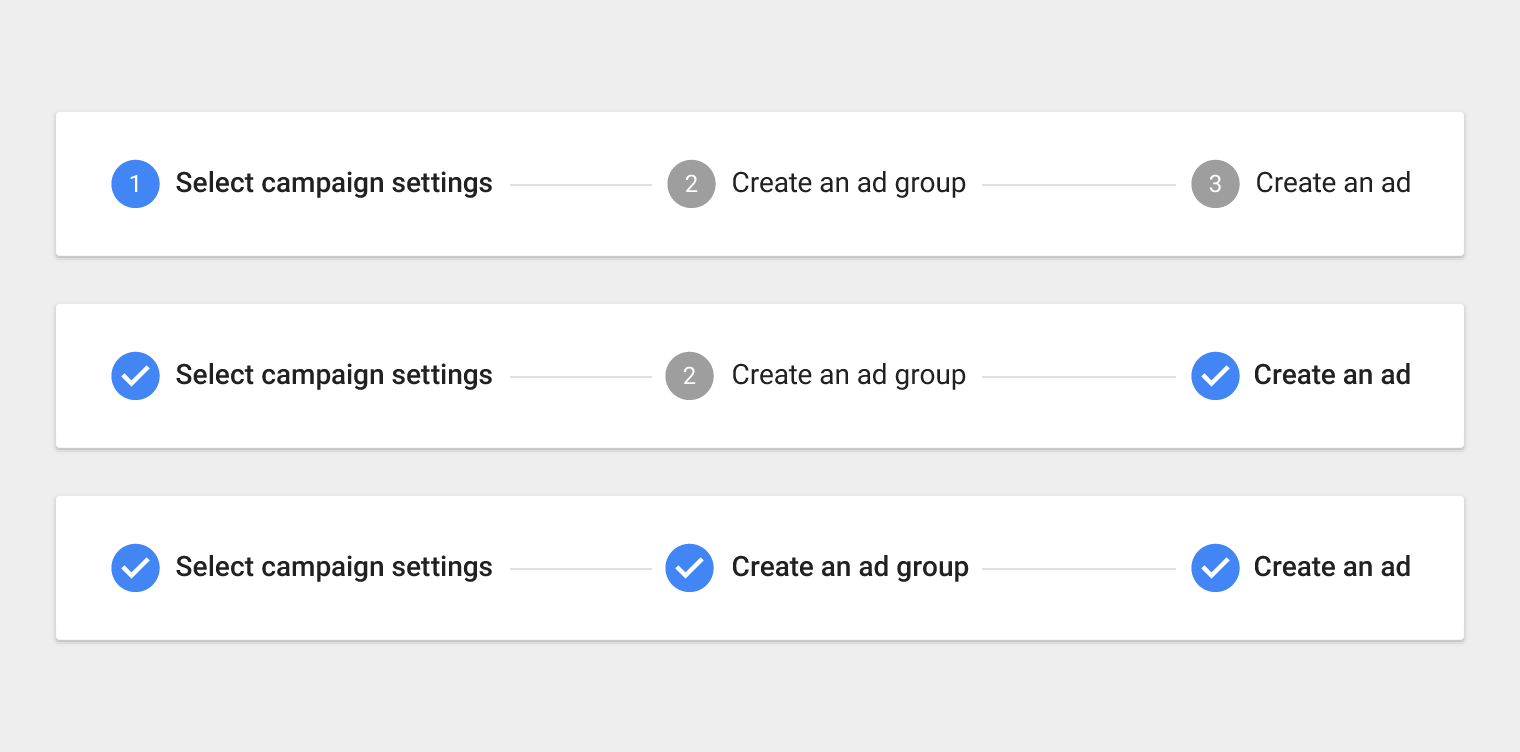 1 Select campaign settings 2 Create an ad group 3 Create an ad
Select campaign settings 2 Create an ad group Create an ad
Select campaign settings Create an ad group Create an ad